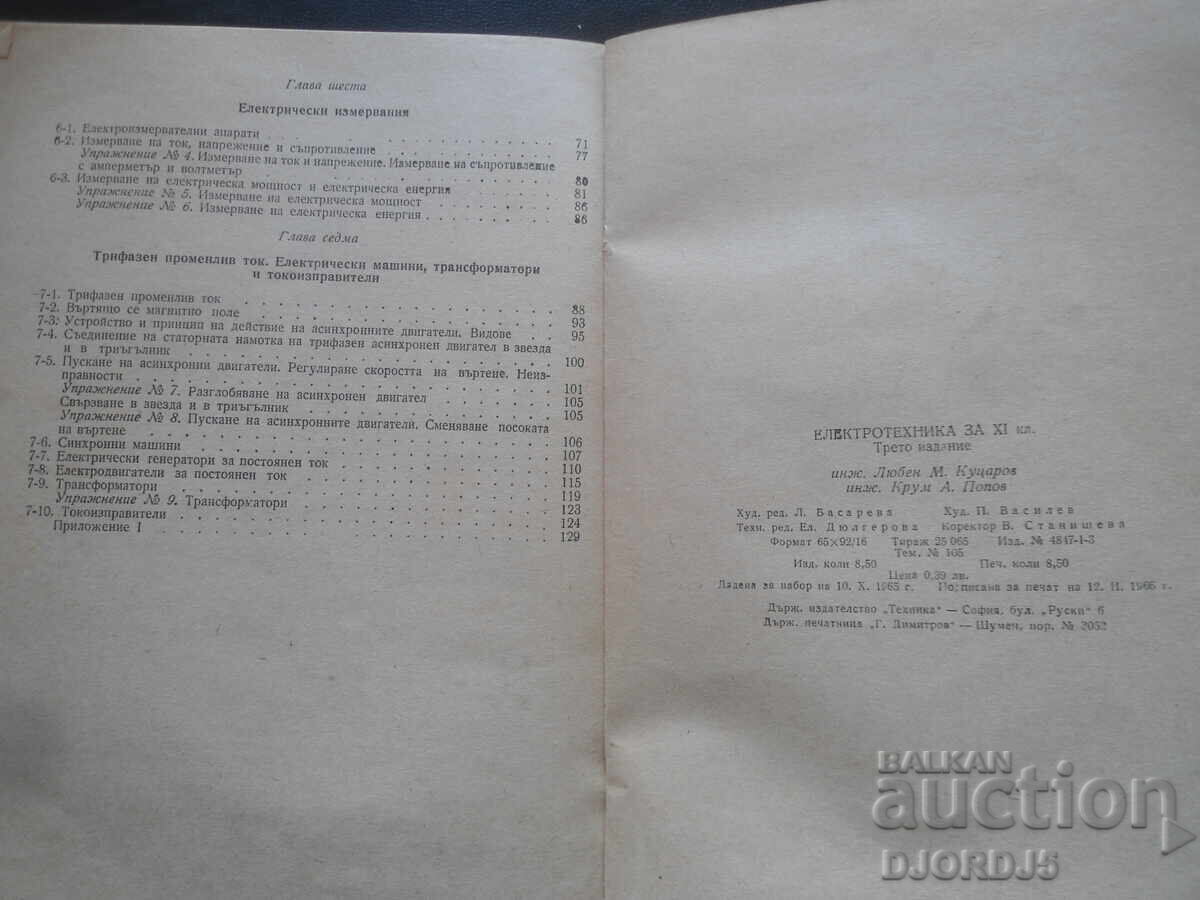 Глава шеста
Електрически измервания
6-1. Електроизмервателни апарати . . . . . . . . . . . . . 71
6-2. Измерване на ток, напрежение и съпротивление . . . . . . . 77
Упражнение № 4. Измерване на ток и напрежение. Измерване на съпротивление
с амперметър и волтметър . . . . . . . . . . . . . 80
6-3. Измерване на електрическа мощност и електрическа енергия . . . . 81
Упражнение № 5. Измерване на електрическа мощност . . . . . . 86
Упражнение № 6. Измерване на електрическа енергия . . . . . . 86
Глава седма
Трифазен променлив ток. Електрически машини, трансформатори
и токоизправители
7-1. Трифазен променлив ток . . . . . . . . . . . . . 88
7-2. Въртящо се магнитно поле . . . . . . . . . . . . . 93
7-3. Устройство и принцип на действие на асинхронните двигатели. Видове . . 95
7-4. Съединение на статорната намотка на трифазен асинхронен двигател в звезда
и в триъгълник . . . . . . . . . . . . . 100
7-5. Пускане на асинхронни двигатели. Регулиране скоростта на въртене. Неиз-
правности . . . . . . . . . . . . . 101
Упражнение № 7. Разглобяване на асинхронен двигател . . . . . . 105
Свързване в звезда и в триъгълник . . . . . . . . . . 105
Упражнение № 8. Пускане на асинхронните двигатели. Сменяване посоката
на въртене . . . . . . . . . . . . . 106
7-6. Синхронни машини . . . . . . . . . . . . . 107
7-7. Електрически генератори за постоянен ток . . . . . . . . . 110
7-8. Електродвигатели за постоянен ток . . . . . . . . . . 115
7-9. Трансформатори . . . . . . . . . . . . . 119
Упражнение № 9. Трансформатори . . . . . . . . . . 123
7-10. Токоизправители . . . . . . . . . . . . . 124
Приложение I . . . . . . . . . . . . . 129
ЕЛЕКТРОТЕХНИКА ЗА XI кл.
Трето издание
инж. Любен М. Куцаров
инж. Крум А. Попов
Худ. ред. Л. Басарева Худ. П. Василев
Техн. ред. Ел. Дюлгерова Коректор В. Станишева
Формат 65×92/16 Тираж 25 065 Изд. № 4847-1-3
Тем. № 105
Изд. коли 8,50 Печ. коли 8,50
Цена 0,39 лв.
Дадена за набор на 10. X. 1965 г. Подписана за печат на 12. II. 1966 г.
Държ. издателство „Техника“ — София, бул. „Руски“ 6
Държ. печатница „Г. Димитров“ — Шумен, пор. № 2052
BALKAN
auction
DJORDJ5